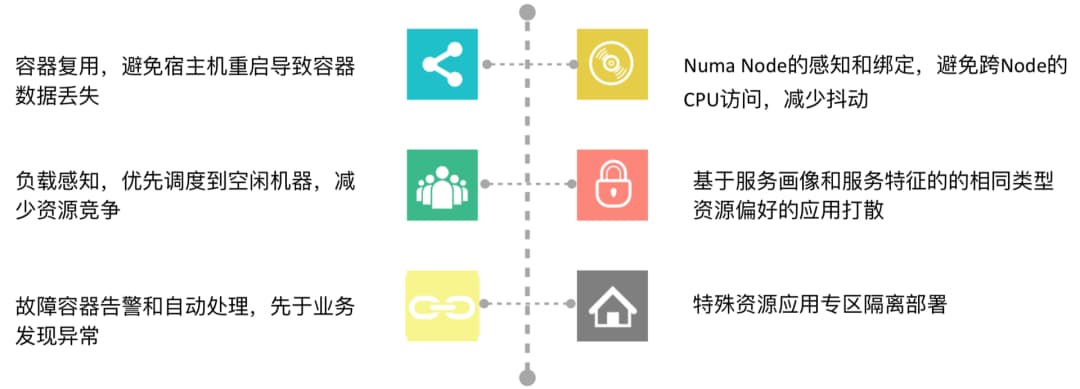 容器复用，避免宿主机重启导致容器
数据丢失
Numa Node的感知和绑定，避免跨Node的
CPU访问，减少抖动
负载感知，优先调度到空闲机器，减
少资源竞争
基于服务画像和服务特征的的相同类型
资源偏好的应用打散
故障容器告警和自动处理，先于业务
发现异常
特殊资源应用专区隔离部署